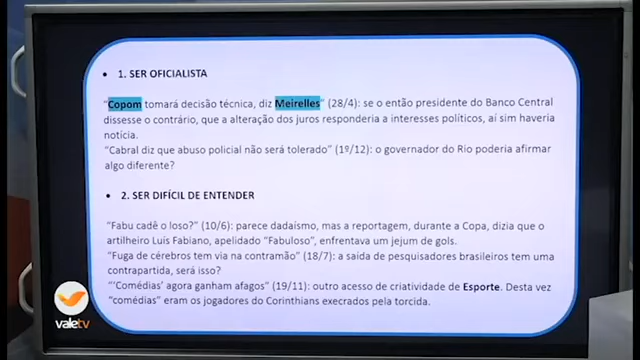 • 1. SER OFICIALISTA
“Copom tomará decisão técnica, diz Meirelles” (28/4): se o então presidente do Banco Central
dissesse o contrário, que a alteração dos juros responderia a interesses políticos, aí sim haveria
notícia.
“Cabral diz que abuso policial não será tolerado” (1º/12): o governador do Rio poderia afirmar
algo diferente?
• 2. SER DIFÍCIL DE ENTENDER
“Fabu cadê o loso?” (10/6): parece dadaísmo, mas a reportagem, durante a Copa, dizia que o
artilheiro Luís Fabiano, apelidado “Fabuloso”, enfrentava um jejum de gols.
“Fuga de cérebros tem via na contramão” (18/7): a saída de pesquisadores brasileiros tem uma
contrapartida, será isso?
“‘Comédias’ agora ganham afagos” (19/11): outro acesso de criatividade de Esporte. Desta vez
“comédias” eram os jogadores do Corinthians execrados pela torcida.
valetv